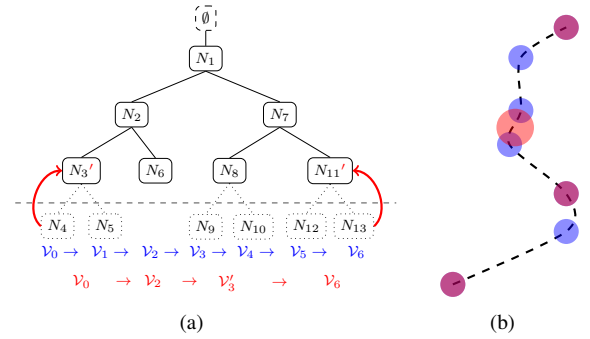 ∅
N₁
N₂ N₇
N₃′ N₆ N₈ N₁₁′
N₄ N₅ N₉ N₁₀ N₁₂ N₁₃
𝒱₀ → 𝒱₁ → 𝒱₂ → 𝒱₃ → 𝒱₄ → 𝒱₅ → 𝒱₆
𝒱₀ → 𝒱₂ → 𝒱₃′ → 𝒱₆
(a) (b)